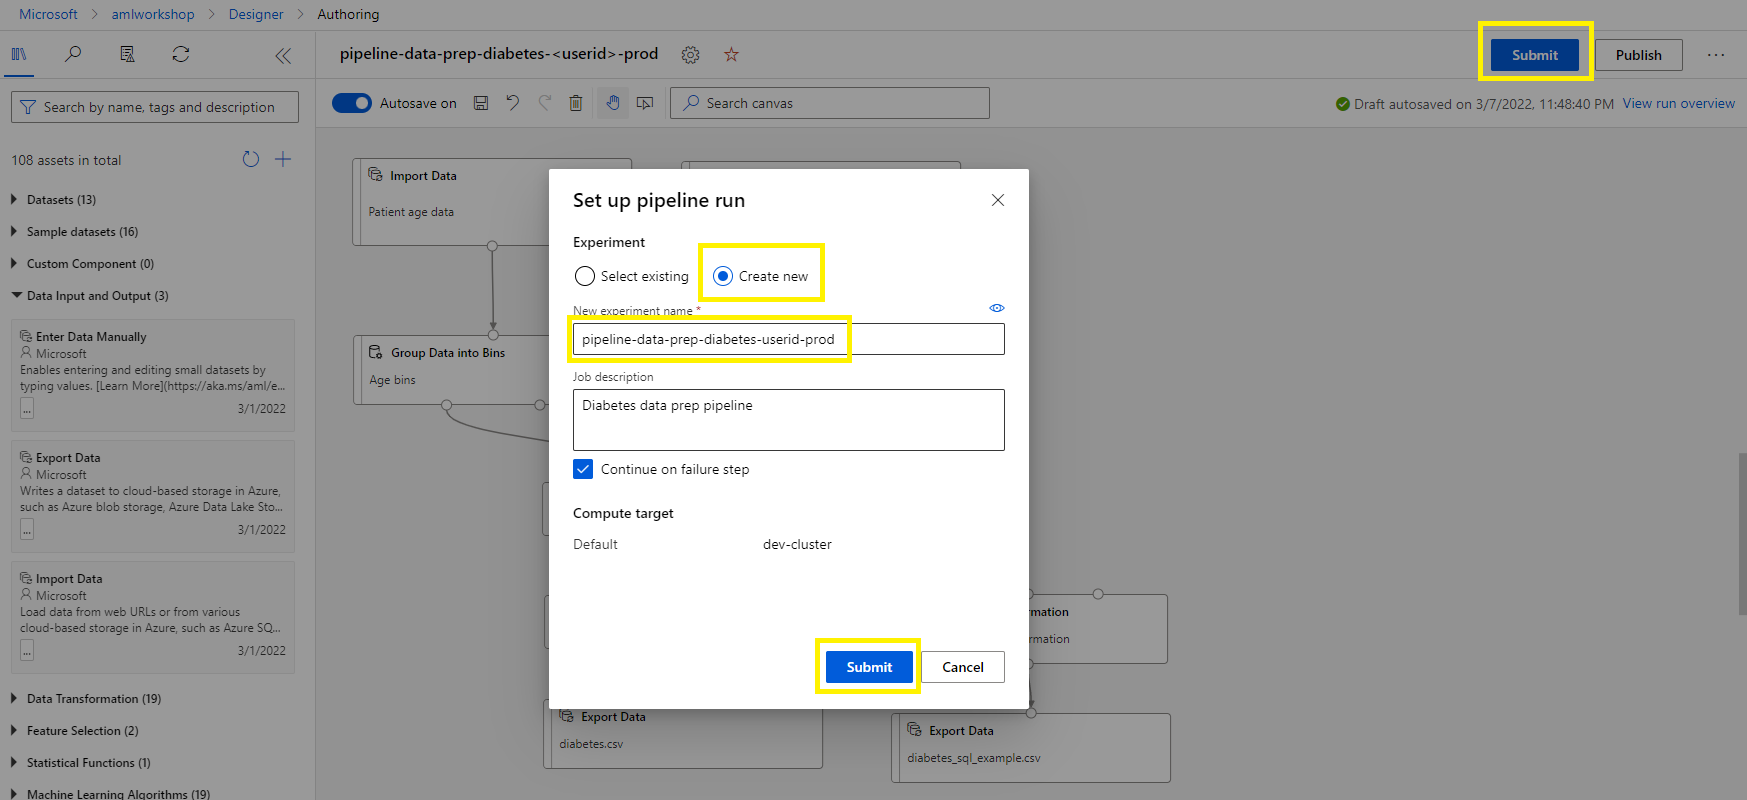 Microsoft > amlworkshop > Designer > Authoring
pipeline-data-prep-diabetes-<userid>-prod
Submit
Publish
...
Search by name, tags and description
Autosave on
Search canvas
Draft autosaved on 3/7/2022, 11:48:40 PM
View run overview
108 assets in total
Datasets (13)
Sample datasets (16)
Custom Component (0)
Data Input and Output (3)
Enter Data Manually
Microsoft
Enables entering and editing small datasets by
typing values. [Learn More](https://aka.ms/aml/e...
...
3/1/2022
Export Data
Microsoft
Writes a dataset to cloud-based storage in Azure,
such as Azure blob storage, Azure Data Lake Sto...
...
3/1/2022
Import Data
Microsoft
Load data from web URLs or from various
cloud-based storage in Azure, such as Azure SQ...
...
3/1/2022
Data Transformation (19)
Feature Selection (2)
Statistical Functions (1)
Machine Learning Algorithms (19)
Import Data
Patient age data
Group Data into Bins
Age bins
Set up pipeline run
Experiment
Select existing
Create new
New experiment name *
pipeline-data-prep-diabetes-userid-prod
Job description
Diabetes data prep pipeline
Continue on failure step
Compute target
Default
dev-cluster
Submit
Cancel
rmation
rmation
Export Data
diabetes.csv
Export Data
diabetes_sql_example.csv